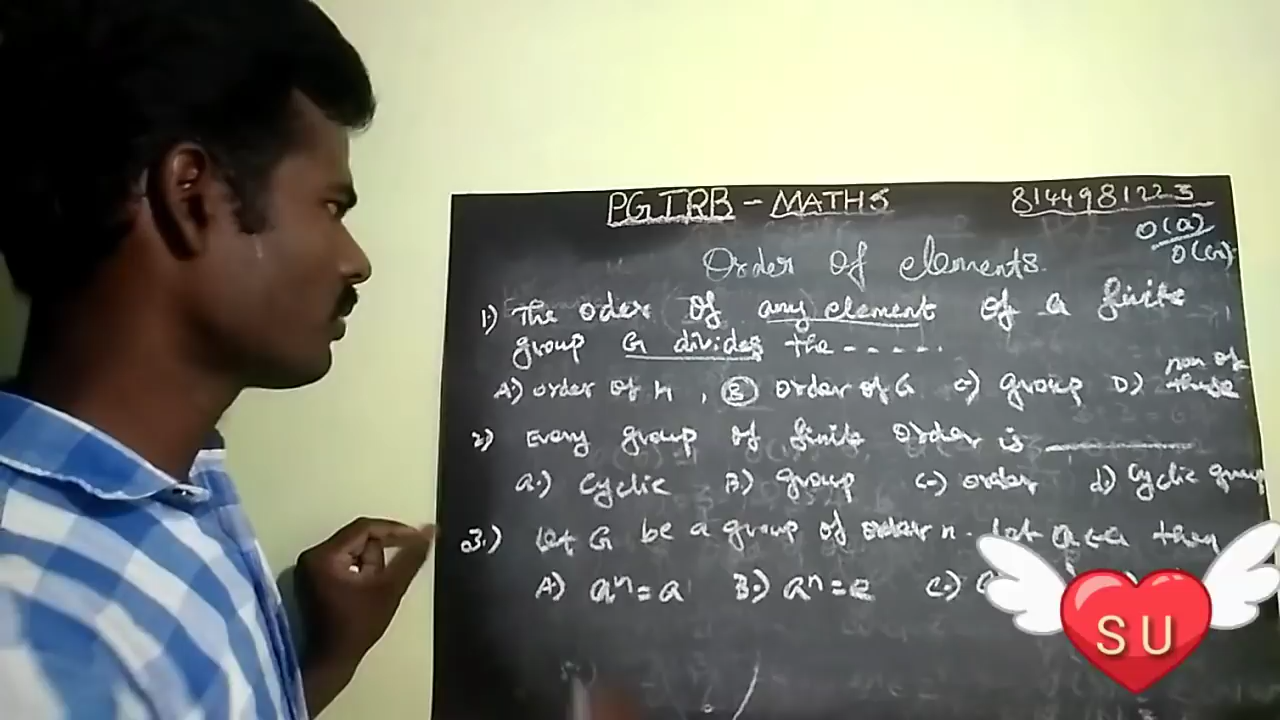 PGTRB - MATHS 8144981223
O(a)
O(G)
Order Of elements.
1) The oder Of any element Of a finite
group G divides the - - - - -
A) order of H, (B) order of G C) group D) non of these
2) Every group Of finite order is ________
a.) Cyclic B) group C-) order d) Cyclic group
3.) Let G be a group of order n. Let a ∈ G then
A) aⁿ = a B.) aⁿ = e C.)
SU